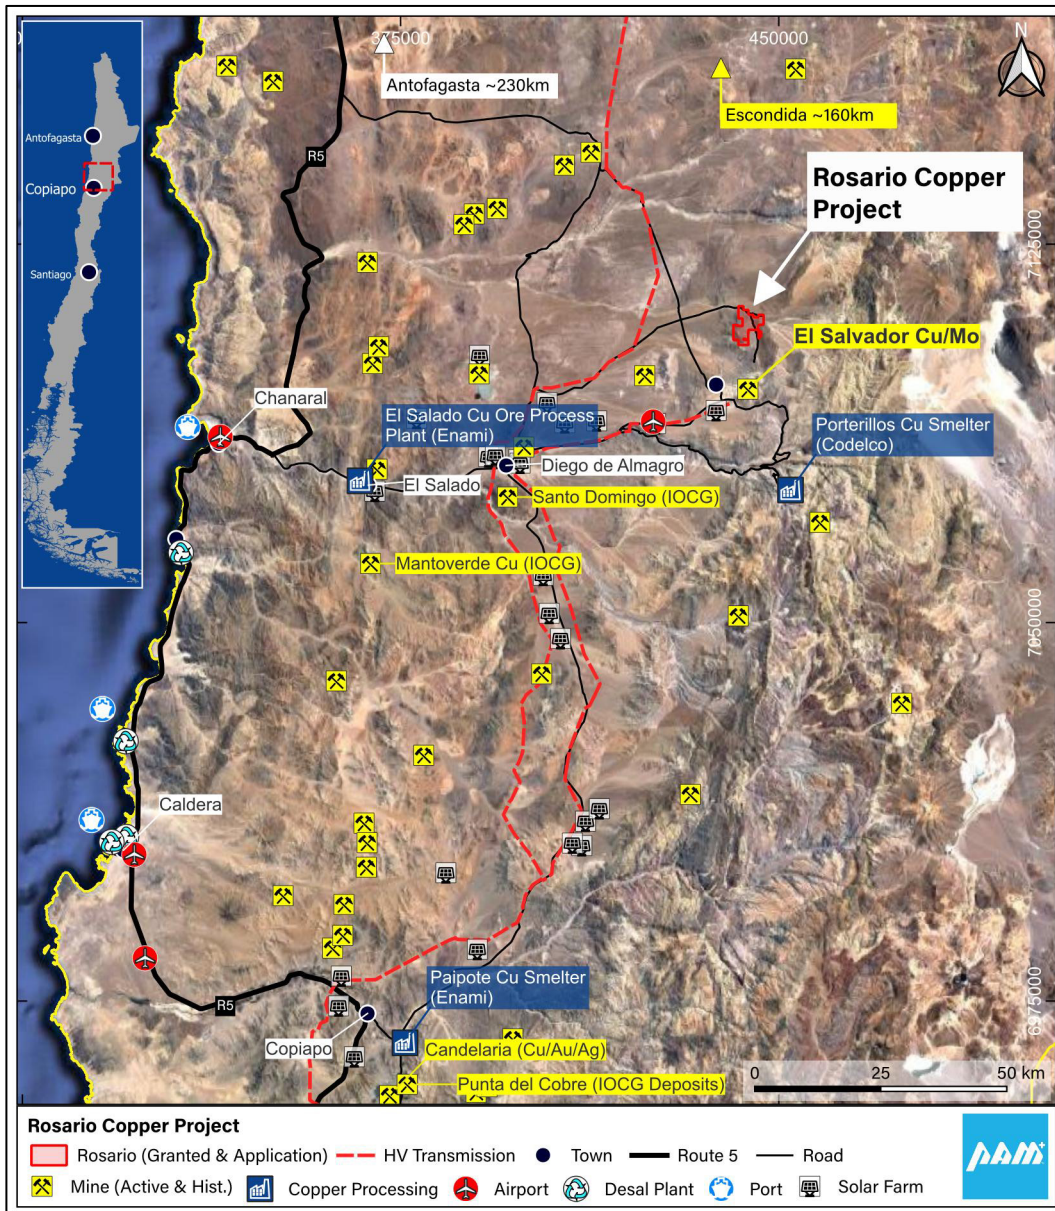 375000
450000
N
Antofagasta ~230km
Escondida ~160km
Antofagasta
Copiapo
Santiago
R5
Rosario Copper
Project
7125000
El Salvador Cu/Mo
Chanaral
El Salado Cu Ore Process
Plant (Enami)
Porterillos Cu Smelter
(Codelco)
Diego de Almagro
El Salado
Santo Domingo (IOCG)
Mantoverde Cu (IOCG)
7050000
Caldera
R5
Paipote Cu Smelter
(Enami)
6975000
Copiapo
Candelaria (Cu/Au/Ag)
Punta del Cobre (IOCG Deposits)
0 25 50 km
Rosario Copper Project
Rosario (Granted & Application) HV Transmission Town Route 5 Road
Mine (Active & Hist.) Copper Processing Airport Desal Plant Port Solar Farm
PAM+